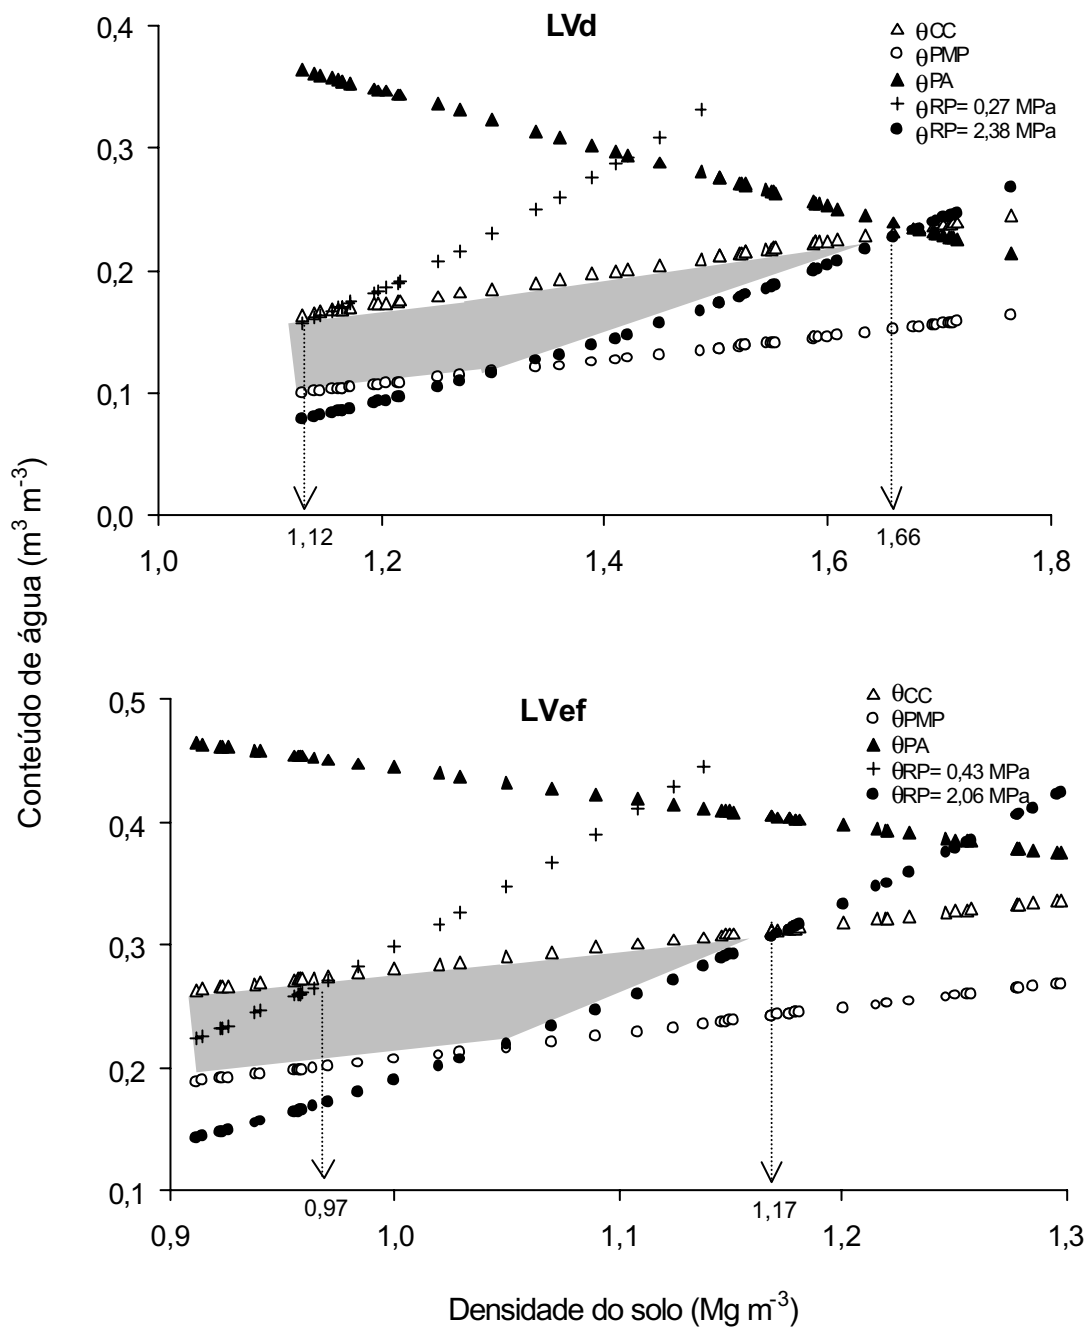 LVd
0,4
0,3
0,2
0,1
0,0
θCC
θPMP
θPA
θRP= 0,27 MPa
θRP= 2,38 MPa
1,12
1,66
1,0
1,2
1,4
1,6
1,8
Conteúdo de água (m³ m⁻³)
LVef
0,5
0,4
0,3
0,2
0,1
θCC
θPMP
θPA
θRP= 0,43 MPa
θRP= 2,06 MPa
0,97
1,17
0,9
1,0
1,1
1,2
1,3
Densidade do solo (Mg m⁻³)